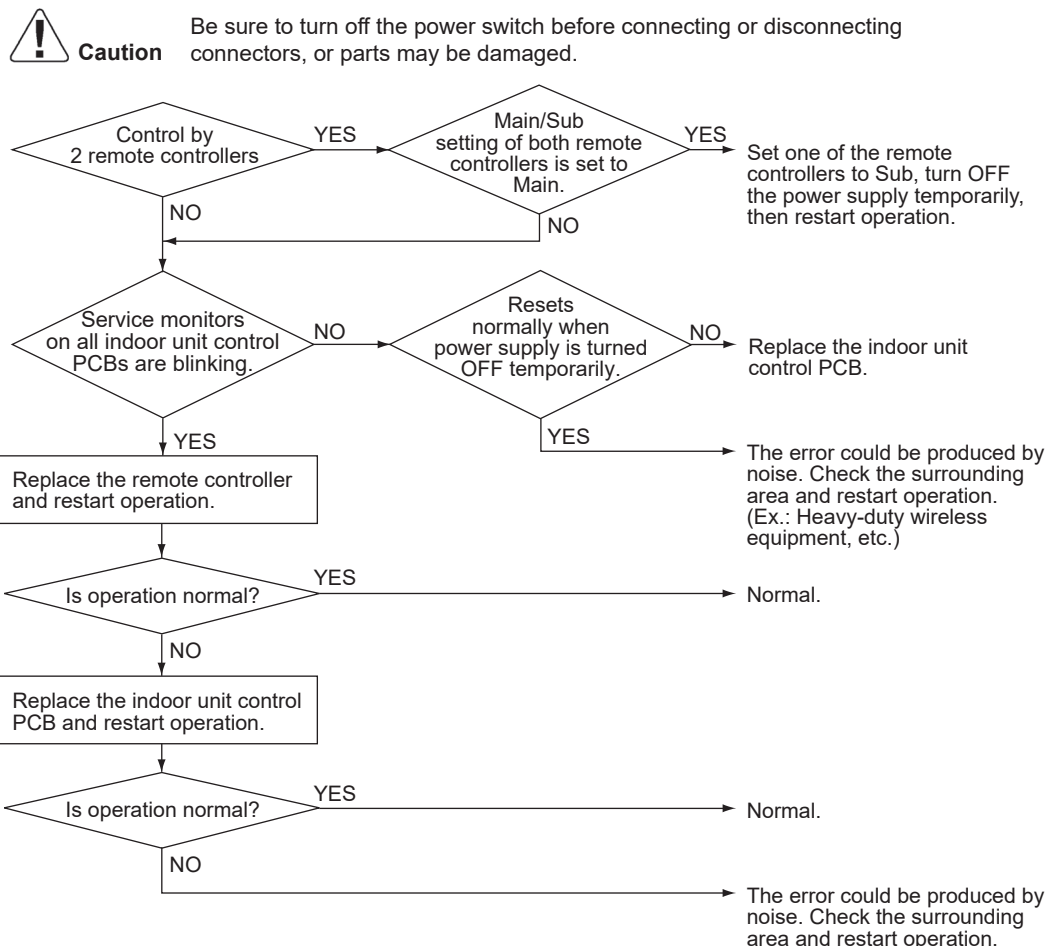 Be sure to turn off the power switch before connecting or disconnecting
Caution
connectors, or parts may be damaged.
Control by
2 remote controllers
YES
Main/Sub
setting of both remote
controllers is set to
Main.
YES
Set one of the remote
controllers to Sub, turn OFF
the power supply temporarily,
then restart operation.
NO
NO
Service monitors
on all indoor unit control
PCBs are blinking.
NO
Resets
normally when
power supply is turned
OFF temporarily.
NO
Replace the indoor unit
control PCB.
YES
YES
The error could be produced by
noise. Check the surrounding
area and restart operation.
(Ex.: Heavy-duty wireless
equipment, etc.)
Replace the remote controller
and restart operation.
Is operation normal?
YES
Normal.
NO
Replace the indoor unit control
PCB and restart operation.
Is operation normal?
YES
Normal.
NO
The error could be produced by
noise. Check the surrounding
area and restart operation.